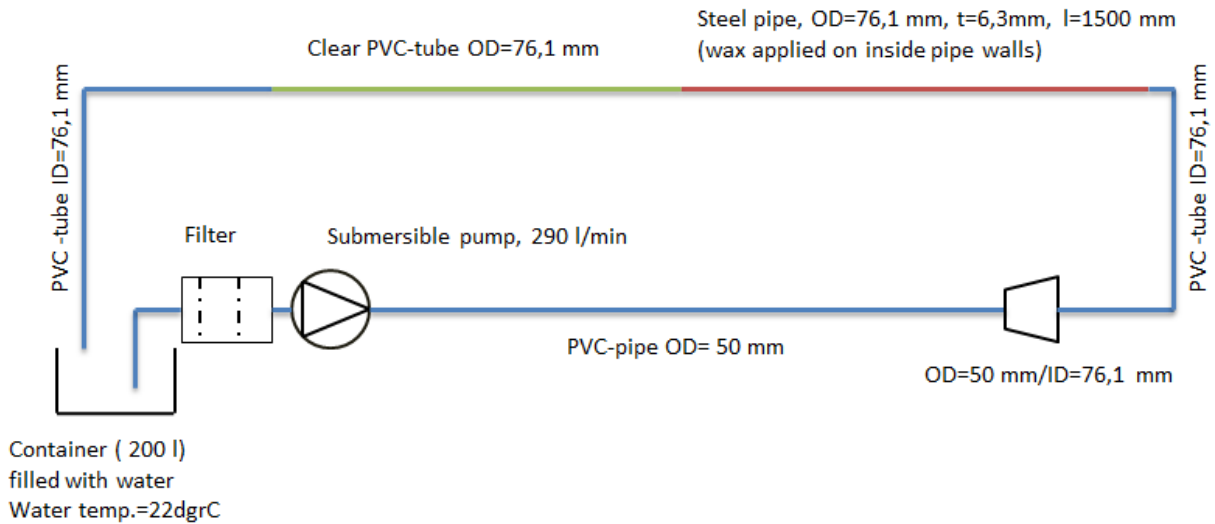 Steel pipe, OD=76,1 mm, t=6,3mm, l=1500 mm
(wax applied on inside pipe walls)
Clear PVC-tube OD=76,1 mm
PVC -tube ID=76,1 mm
PVC -tube ID=76,1 mm
Filter
Submersible pump, 290 l/min
PVC-pipe OD= 50 mm
OD=50 mm/ID=76,1 mm
Container ( 200 l)
filled with water
Water temp.=22dgrC